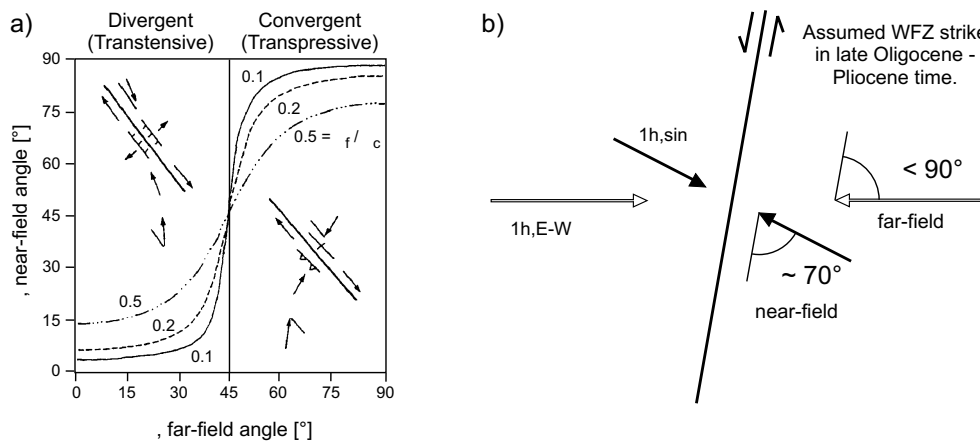 a)
Divergent
(Transtensive)
Convergent
(Transpressive)
90
75
60
45
30
15
0
, near-field angle [°]
0.1
0.2
0.5 = f / c
0.5
0.2
0.1
0 15 30 45 60 75 90
, far-field angle [°]
b)
Assumed WFZ strike
in late Oligocene -
Pliocene time.
1h,sin
1h,E-W
< 90°
far-field
~ 70°
near-field